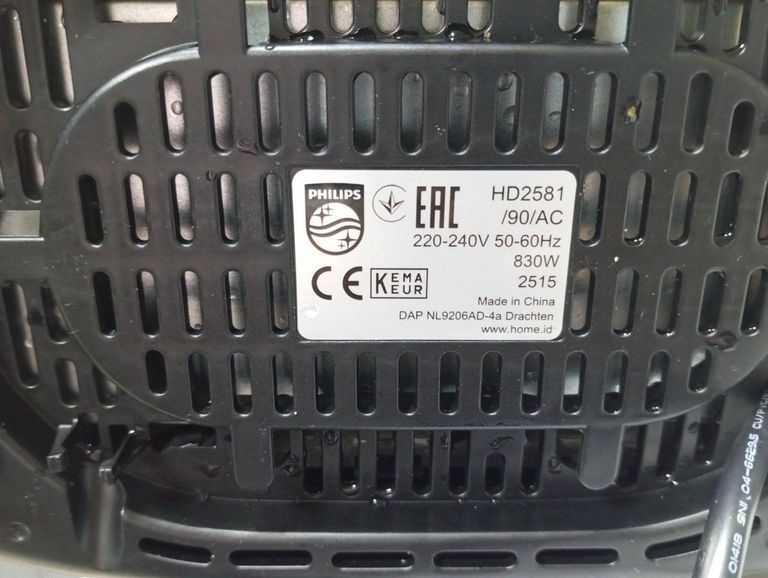 PHILIPS
EAC
HD2581
/90/AC
220-240V 50-60Hz
830W
2515
CE
KEMA
KEUR
Made in China
DAP NL9206AD-4a Drachten
www.home.id